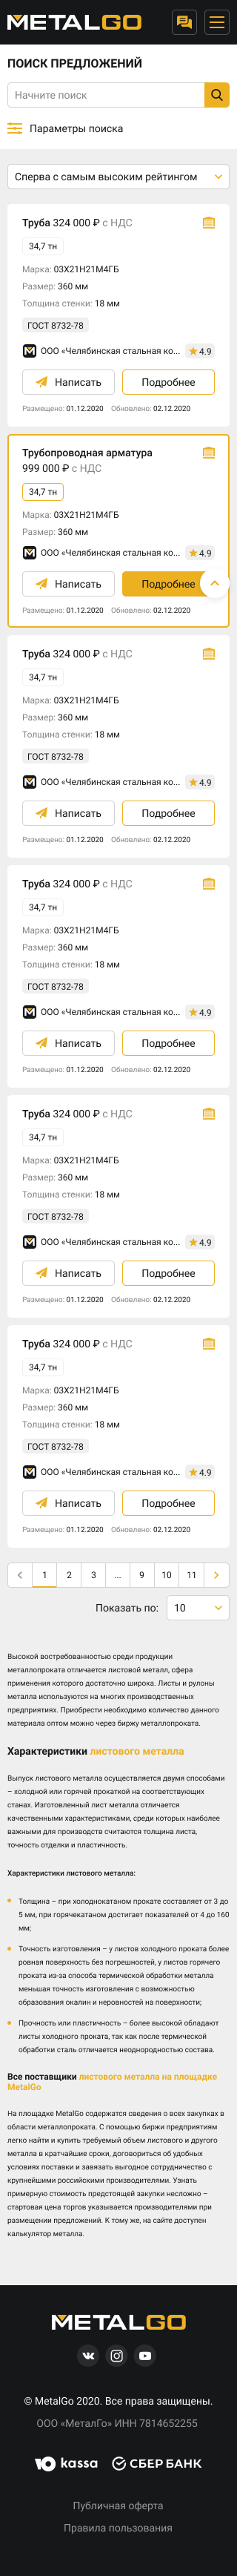 METALGO
ПОИСК ПРЕДЛОЖЕНИЙ
Начните поиск
Параметры поиска
Сперва с самым высоким рейтингом
Труба 324 000 ₽ с НДС
34,7 тн
Марка: 03Х21Н21М4ГБ
Размер: 360 мм
Толщина стенки: 18 мм
ГОСТ 8732-78
ООО «Челябинская стальная ко... 4.9
Написать Подробнее
Размещено: 01.12.2020 Обновлено: 02.12.2020
Трубопроводная арматура
999 000 ₽ с НДС
34,7 тн
Марка: 03Х21Н21М4ГБ
Размер: 360 мм
ООО «Челябинская стальная ко... 4.9
Написать Подробнее
Размещено: 01.12.2020 Обновлено: 02.12.2020
Труба 324 000 ₽ с НДС
34,7 тн
Марка: 03Х21Н21М4ГБ
Размер: 360 мм
Толщина стенки: 18 мм
ГОСТ 8732-78
ООО «Челябинская стальная ко... 4.9
Написать Подробнее
Размещено: 01.12.2020 Обновлено: 02.12.2020
Труба 324 000 ₽ с НДС
34,7 тн
Марка: 03Х21Н21М4ГБ
Размер: 360 мм
Толщина стенки: 18 мм
ГОСТ 8732-78
ООО «Челябинская стальная ко... 4.9
Написать Подробнее
Размещено: 01.12.2020 Обновлено: 02.12.2020
Труба 324 000 ₽ с НДС
34,7 тн
Марка: 03Х21Н21М4ГБ
Размер: 360 мм
Толщина стенки: 18 мм
ГОСТ 8732-78
ООО «Челябинская стальная ко... 4.9
Написать Подробнее
Размещено: 01.12.2020 Обновлено: 02.12.2020
Труба 324 000 ₽ с НДС
34,7 тн
Марка: 03Х21Н21М4ГБ
Размер: 360 мм
Толщина стенки: 18 мм
ГОСТ 8732-78
ООО «Челябинская стальная ко... 4.9
Написать Подробнее
Размещено: 01.12.2020 Обновлено: 02.12.2020
1 2 3 ... 9 10 11
Показать по: 10
Высокой востребованностью среди продукции
металлопроката отличается листовой металл, сфера
применения которого достаточно широка. Листы и рулоны
металла используются на многих производственных
предприятиях. Приобрести необходимо количество данного
материала оптом можно через биржу металлопроката.
Характеристики листового металла
Выпуск листового металла осуществляется двумя способами
– холодной или горячей прокаткой на соответствующих
станах. Изготовленный лист металла отличается
качественными характеристиками, среди которых наиболее
важными для производств считаются толщина листа,
точность отделки и пластичность.
Характеристики листового металла:
Толщина – при холоднокатаном прокате составляет от 3 до
5 мм, при горячекатаном достигает показателей от 4 до 160
мм;
Точность изготовления – у листов холодного проката более
ровная поверхность без погрешностей, у листов горячего
проката из-за способа термической обработки металла
меньшая точность изготовления с возможностью
образования окалин и неровностей на поверхности;
Прочность или пластичность – более высокой обладают
листы холодного проката, так как после термической
обработки сталь отличается неоднородностью состава.
Все поставщики листового металла на площадке
MetalGo
На площадке MetalGo содержатся сведения о всех закупках в
области металлопроката. С помощью биржи предприятиям
легко найти и купить требуемый объем листового и другого
металла в кратчайшие сроки, договориться об удобных
условиях поставки и завязать выгодное сотрудничество с
крупнейшими российскими производителями. Узнать
примерную стоимость предстоящей закупки несложно –
стартовая цена торгов указывается производителями при
размещении предложений. К тому же, на сайте доступен
калькулятор металла.
METALGO
© MetalGo 2020. Все права защищены.
ООО «МеталГо» ИНН 7814652255
Ю kassa СБЕР БАНК
Публичная оферта
Правила пользования